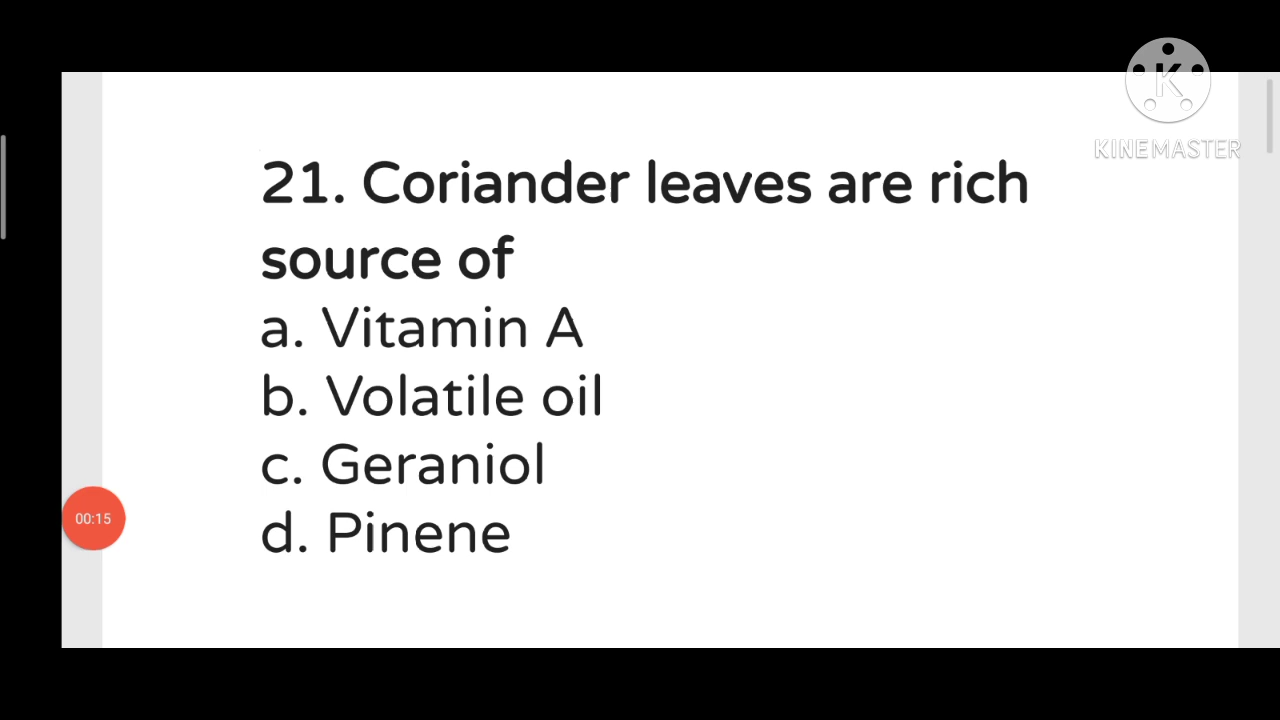 KINEMASTER
21. Coriander leaves are rich
source of
a. Vitamin A
b. Volatile oil
c. Geraniol
d. Pinene
00:15